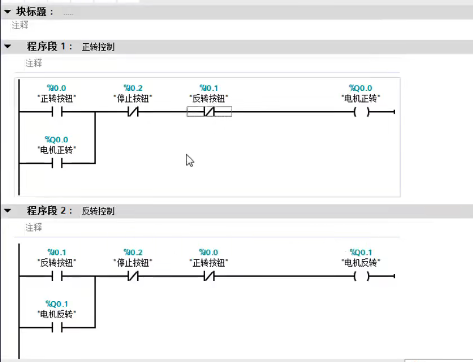 块标题： .....
注释
程序段 1： 正转控制
注释
%I0.0 %I0.2 %I0.1 %Q0.0
"正转按钮" "停止按钮" "反转按钮" "电机正转"
%Q0.0
"电机正转"
程序段 2： 反转控制
注释
%I0.1 %I0.2 %I0.0 %Q0.1
"反转按钮" "停止按钮" "正转按钮" "电机反转"
%Q0.1
"电机反转"